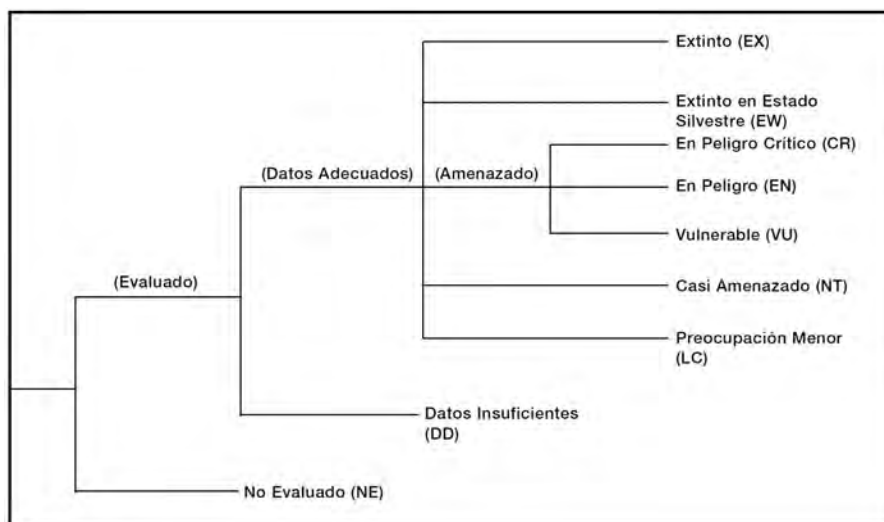 Extinto (EX)
Extinto en Estado
Silvestre (EW)
En Peligro Crítico (CR)
(Datos Adecuados)
(Amenazado)
En Peligro (EN)
Vulnerable (VU)
(Evaluado)
Casi Amenazado (NT)
Preocupación Menor
(LC)
Datos Insuficientes
(DD)
No Evaluado (NE)